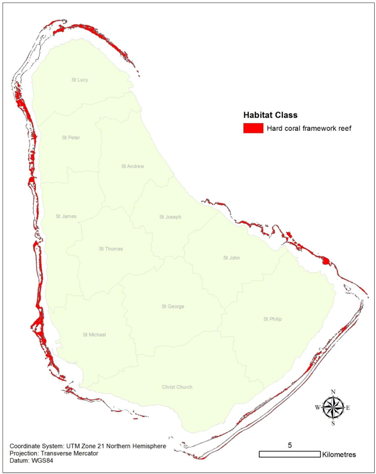 St Lucy
Habitat Class
Hard coral framework reef
St Peter
St Andrew
St James
St Joseph
St Thomas
St John
St George
St Philip
St Michael
Christ Church
N
W
E
S
Coordinate System: UTM Zone 21 Northern Hemisphere
Projection: Transverse Mercator
Datum: WGS84
5
Kilometres